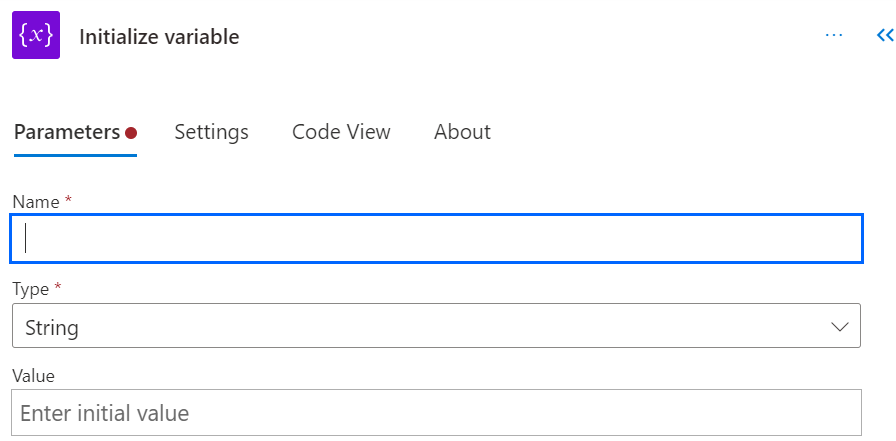 {x} Initialize variable ...
Parameters Settings Code View About
Name *
Type *
String
Value
Enter initial value